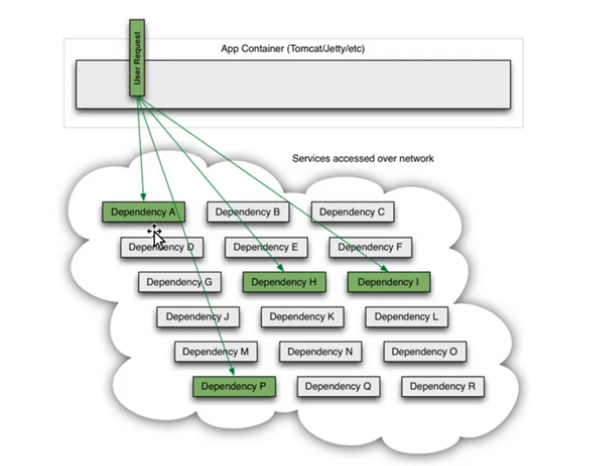 User Request
App Container (Tomcat/Jetty/etc)
Services accessed over network
Dependency A
Dependency B
Dependency C
Dependency D
Dependency E
Dependency F
Dependency G
Dependency H
Dependency I
Dependency J
Dependency K
Dependency L
Dependency M
Dependency N
Dependency O
Dependency P
Dependency Q
Dependency R